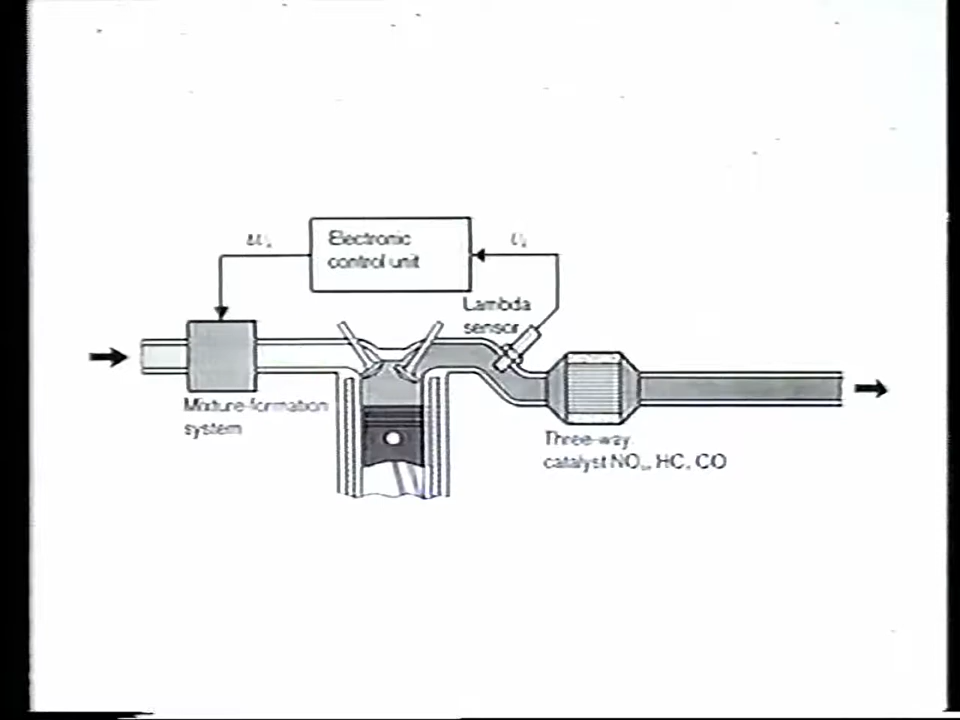 Electronic
control unit
Lambda
sensor
Mixture-formation
system
Three-way
catalyst NOₓ, HC, CO